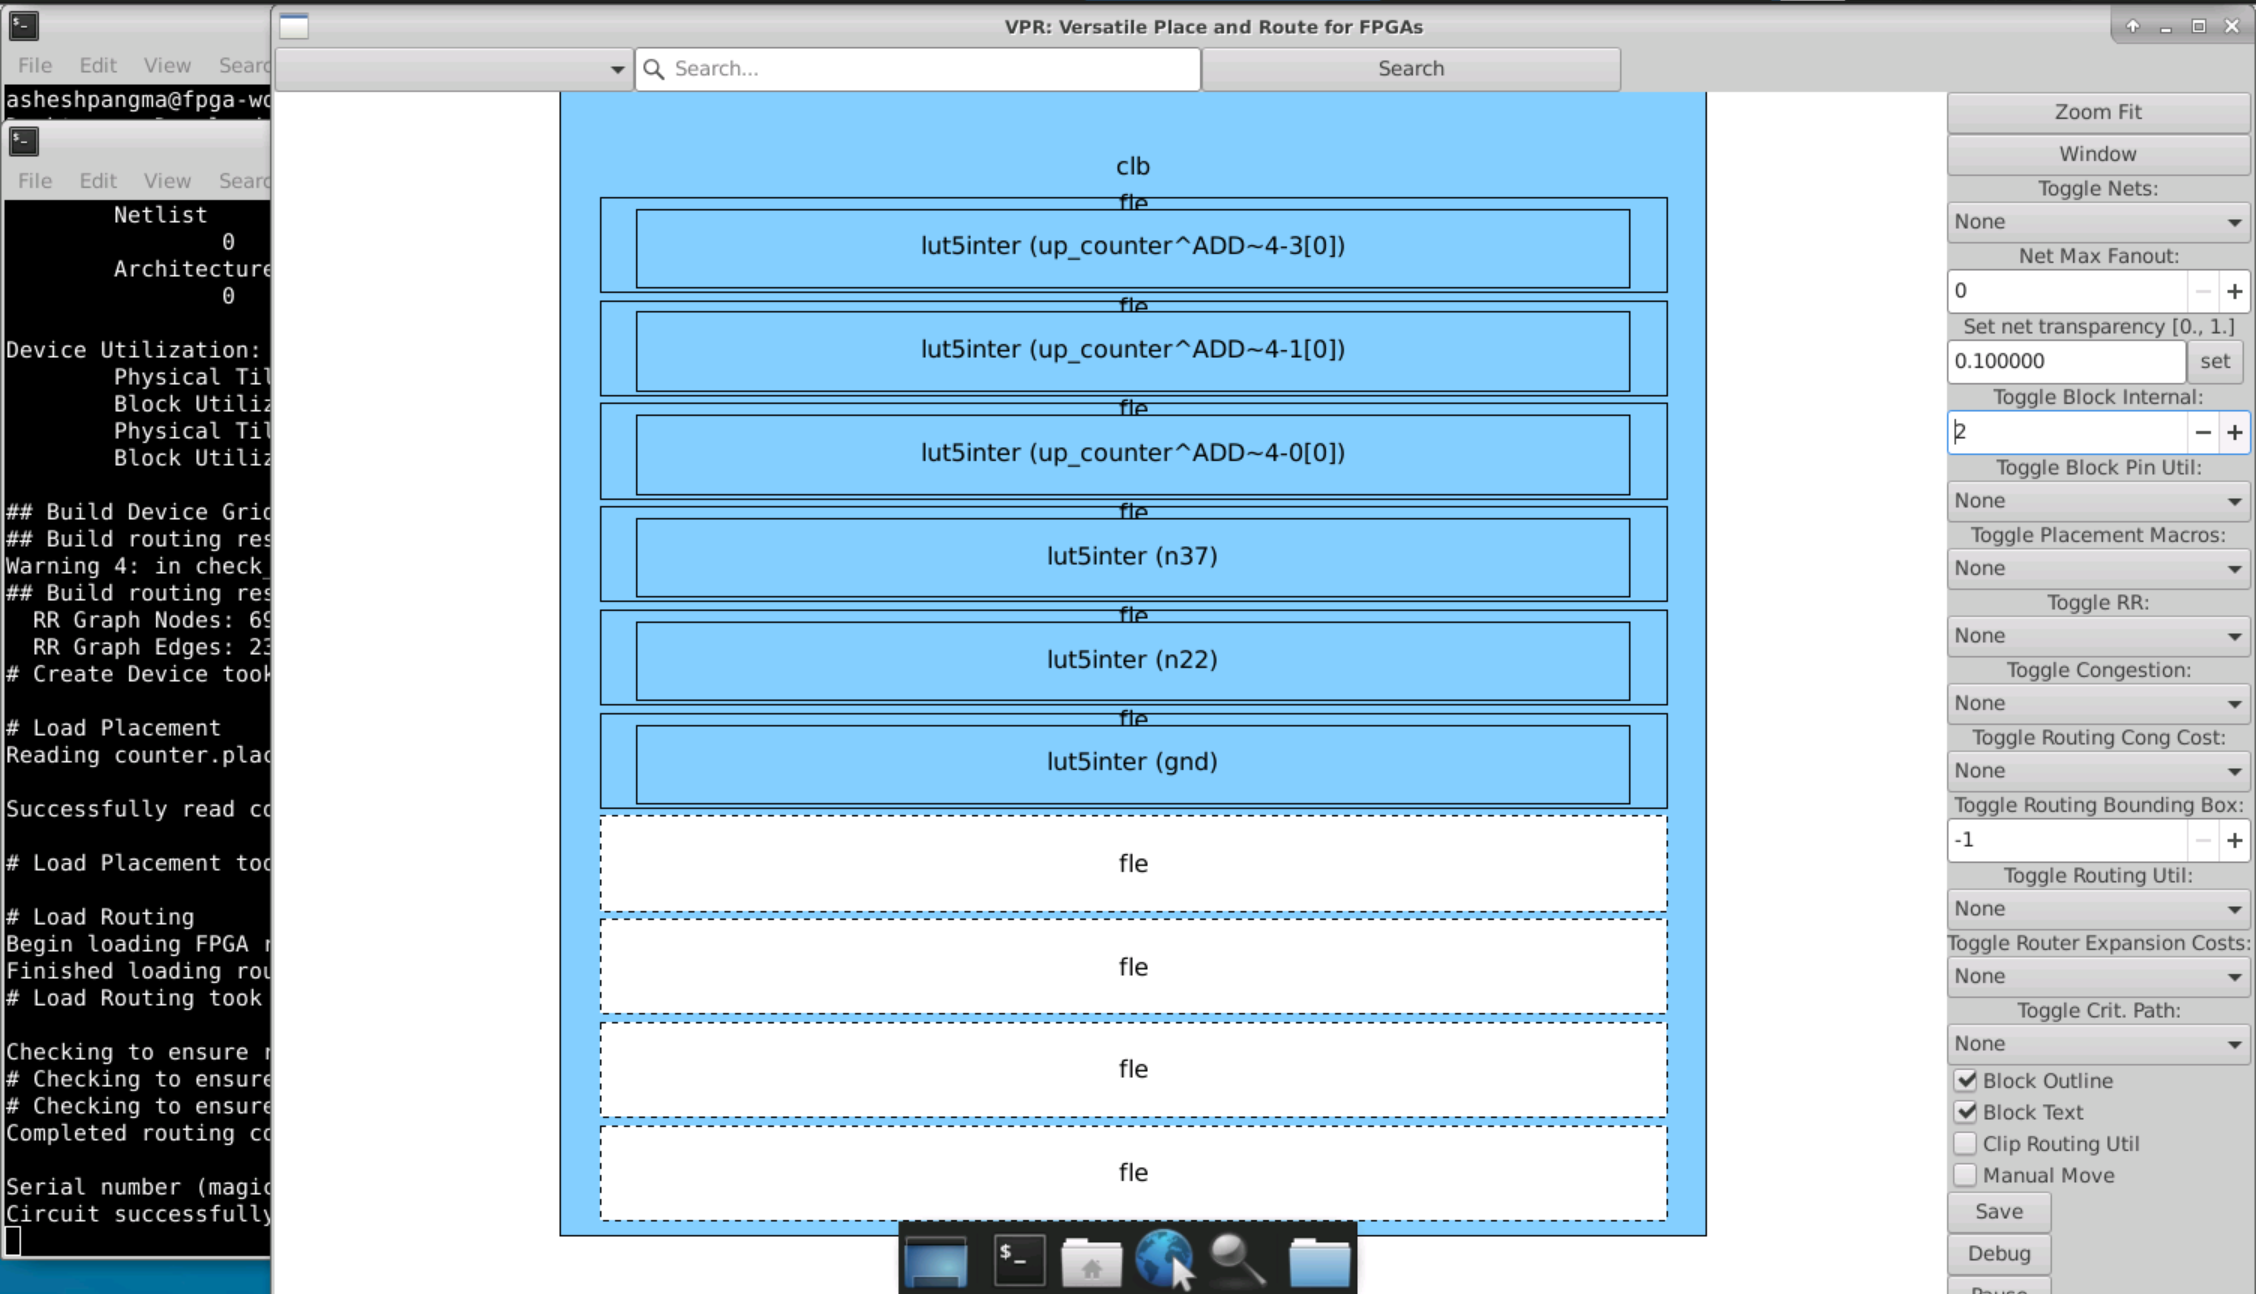 VPR: Versatile Place and Route for FPGAs
File Edit View Searc
asheshpangma@fpga-wo
File Edit View Searc
Netlist
0
Architecture
0
Device Utilization:
Physical Til
Block Utiliz
Physical Til
Block Utiliz
## Build Device Grid
## Build routing res
Warning 4: in check_
## Build routing res
RR Graph Nodes: 69
RR Graph Edges: 23
# Create Device took
# Load Placement
Reading counter.plac
Successfully read co
# Load Placement too
# Load Routing
Begin loading FPGA r
Finished loading rou
# Load Routing took
Checking to ensure r
# Checking to ensure
# Checking to ensure
Completed routing co
Serial number (magic
Circuit successfully
Search...
Search
clb
fle
lut5inter (up_counter^ADD~4-3[0])
fle
lut5inter (up_counter^ADD~4-1[0])
fle
lut5inter (up_counter^ADD~4-0[0])
fle
lut5inter (n37)
fle
lut5inter (n22)
fle
lut5inter (gnd)
fle
fle
fle
fle
Zoom Fit
Window
Toggle Nets:
None
Net Max Fanout:
0
Set net transparency [0., 1.]
0.100000 set
Toggle Block Internal:
2
Toggle Block Pin Util:
None
Toggle Placement Macros:
None
Toggle RR:
None
Toggle Congestion:
None
Toggle Routing Cong Cost:
None
Toggle Routing Bounding Box:
-1
Toggle Routing Util:
None
Toggle Router Expansion Costs:
None
Toggle Crit. Path:
None
Block Outline
Block Text
Clip Routing Util
Manual Move
Save
Debug
Pause